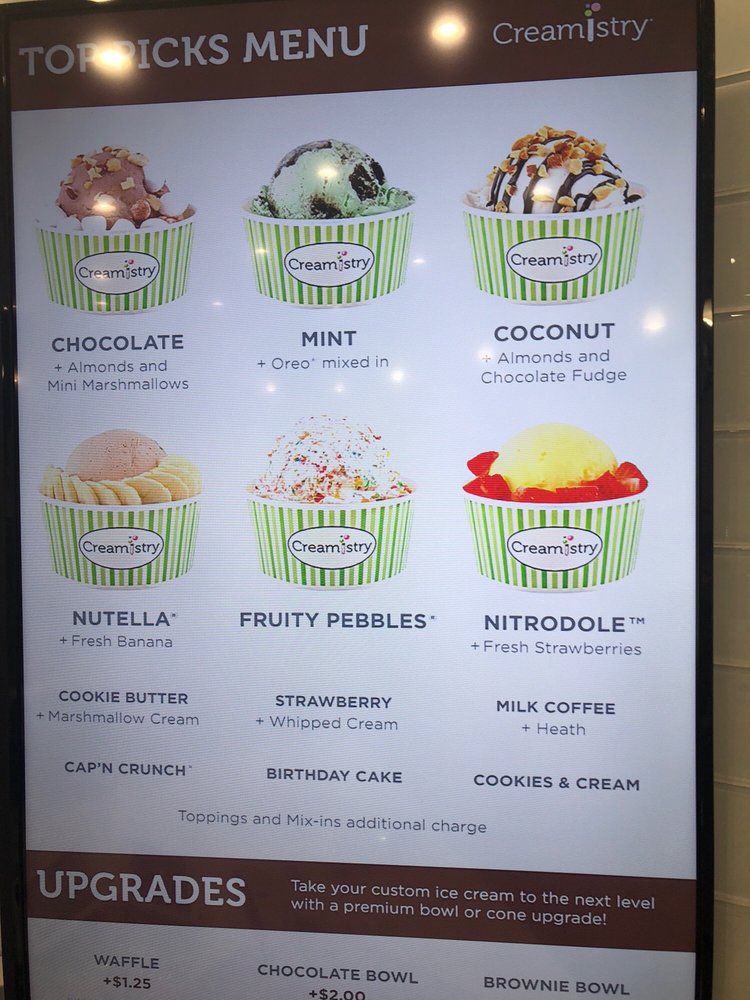 TOP PICKS MENU
Creamistry
Creamistry
Creamistry
Creamistry
CHOCOLATE
+ Almonds and
Mini Marshmallows
MINT
+ Oreo® mixed in
COCONUT
+ Almonds and
Chocolate Fudge
Creamistry
Creamistry
Creamistry
NUTELLA®
+ Fresh Banana
FRUITY PEBBLES®
NITRODOLE™
+ Fresh Strawberries
COOKIE BUTTER
+ Marshmallow Cream
STRAWBERRY
+ Whipped Cream
MILK COFFEE
+ Heath
CAP'N CRUNCH®
BIRTHDAY CAKE
COOKIES & CREAM
Toppings and Mix-ins additional charge
UPGRADES
Take your custom ice cream to the next level
with a premium bowl or cone upgrade!
WAFFLE
+$1.25
CHOCOLATE BOWL
+$2.00
BROWNIE BOWL